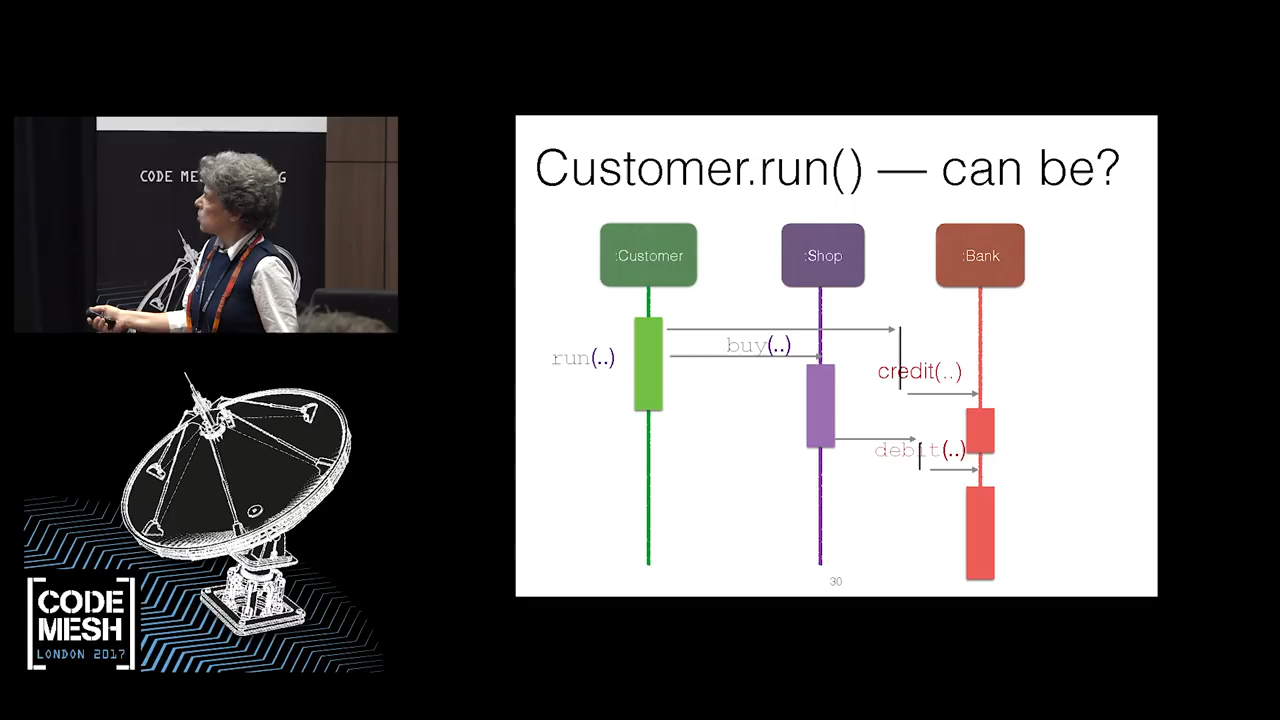 CODE ME G
Customer.run() — can be?
:Customer
:Shop
:Bank
run(..)
buy(..)
credit(..)
debit(..)
30
CODE
MESH
LONDON 2017